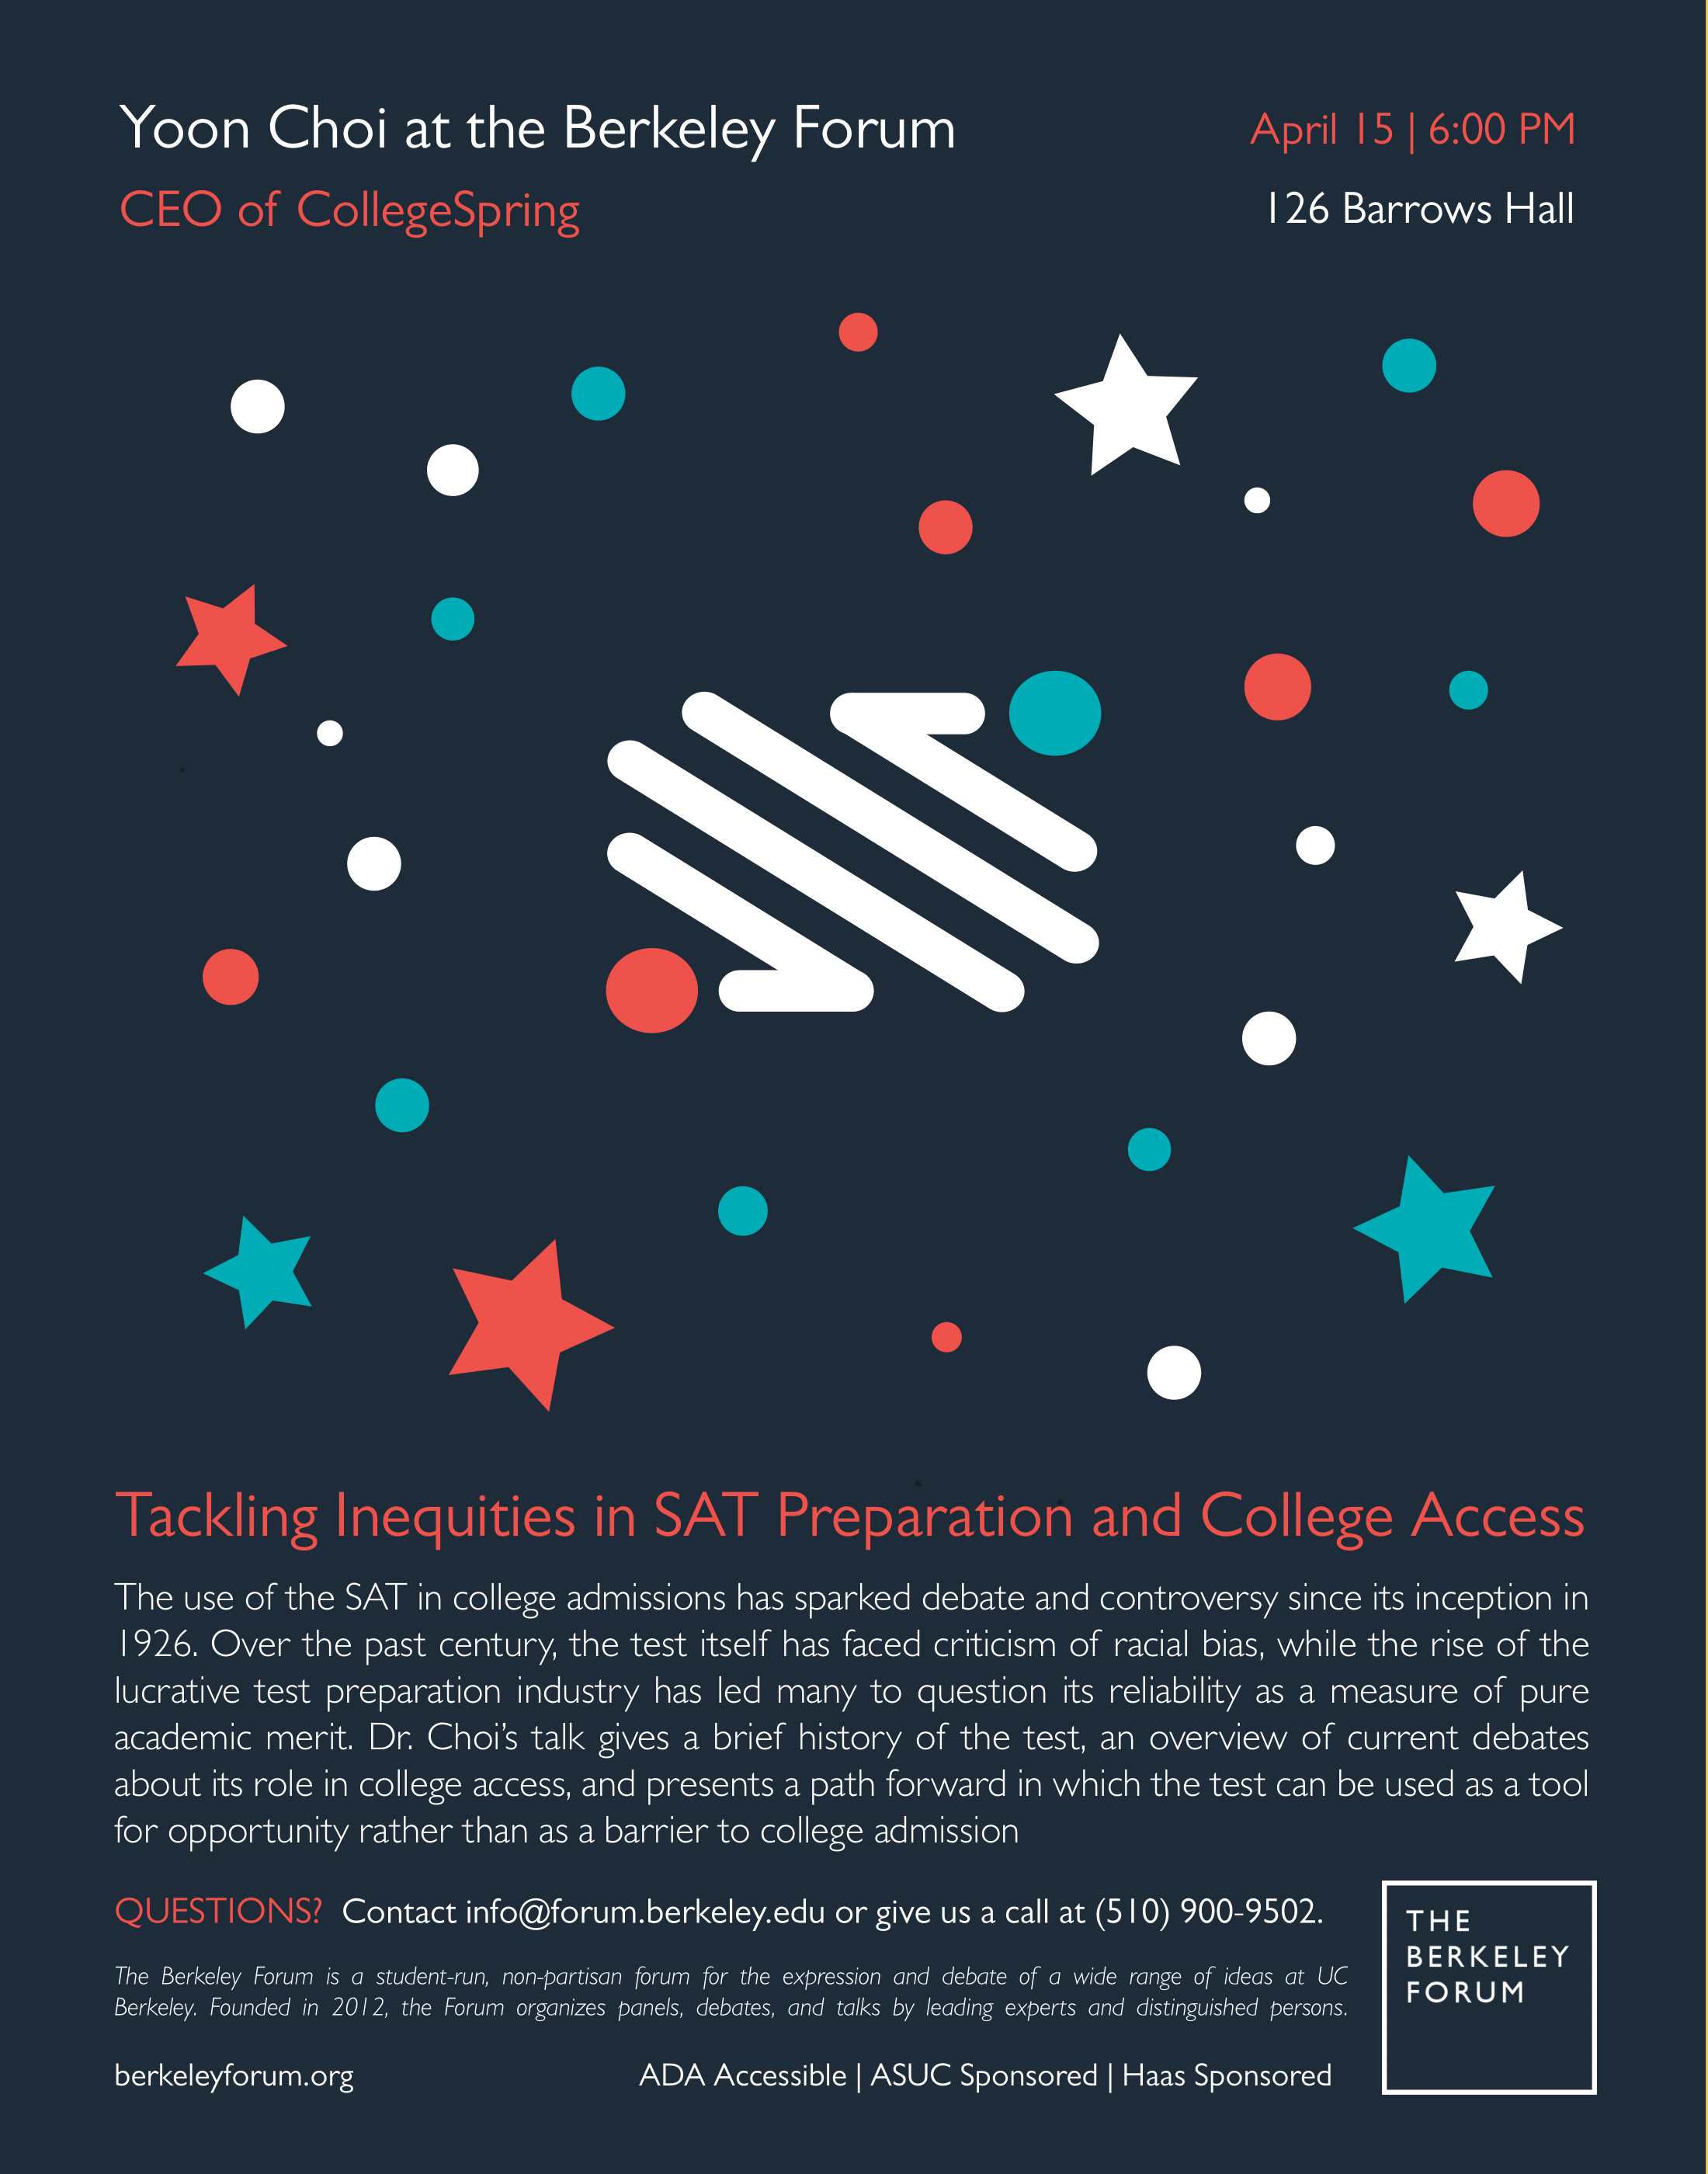 Yoon Choi at the Berkeley Forum
CEO of CollegeSpring
April 15 | 6:00 PM
126 Barrows Hall
Tackling Inequities in SAT Preparation and College Access
The use of the SAT in college admissions has sparked debate and controversy since its inception in
1926. Over the past century, the test itself has faced criticism of racial bias, while the rise of the
lucrative test preparation industry has led many to question its reliability as a measure of pure
academic merit. Dr. Choi’s talk gives a brief history of the test, an overview of current debates
about its role in college access, and presents a path forward in which the test can be used as a tool
for opportunity rather than as a barrier to college admission
QUESTIONS? Contact info@forum.berkeley.edu or give us a call at (510) 900-9502.
The Berkeley Forum is a student-run, non-partisan forum for the expression and debate of a wide range of ideas at UC
Berkeley. Founded in 2012, the Forum organizes panels, debates, and talks by leading experts and distinguished persons.
berkeleyforum.org
ADA Accessible | ASUC Sponsored | Haas Sponsored
THE
BERKELEY
FORUM